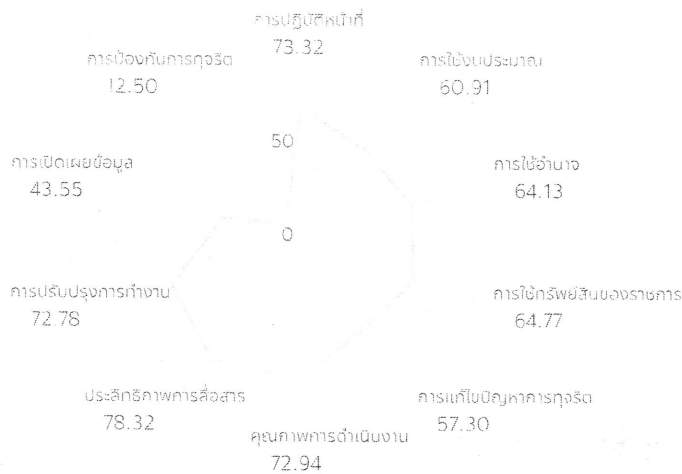 การปฏิบัติหน้าที่
73.32
การป้องกันการทุจริต
12.50
การใช้งบประมาณ
60.91
50
การเปิดเผยข้อมูล
43.55
การใช้อำนาจ
64.13
0
การปรับปรุงการทำงาน
72.78
การใช้ทรัพย์สินของราชการ
64.77
ประสิทธิภาพการสื่อสาร
78.32
การแก้ไขปัญหาการทุจริต
57.30
คุณภาพการดำเนินงาน
72.94